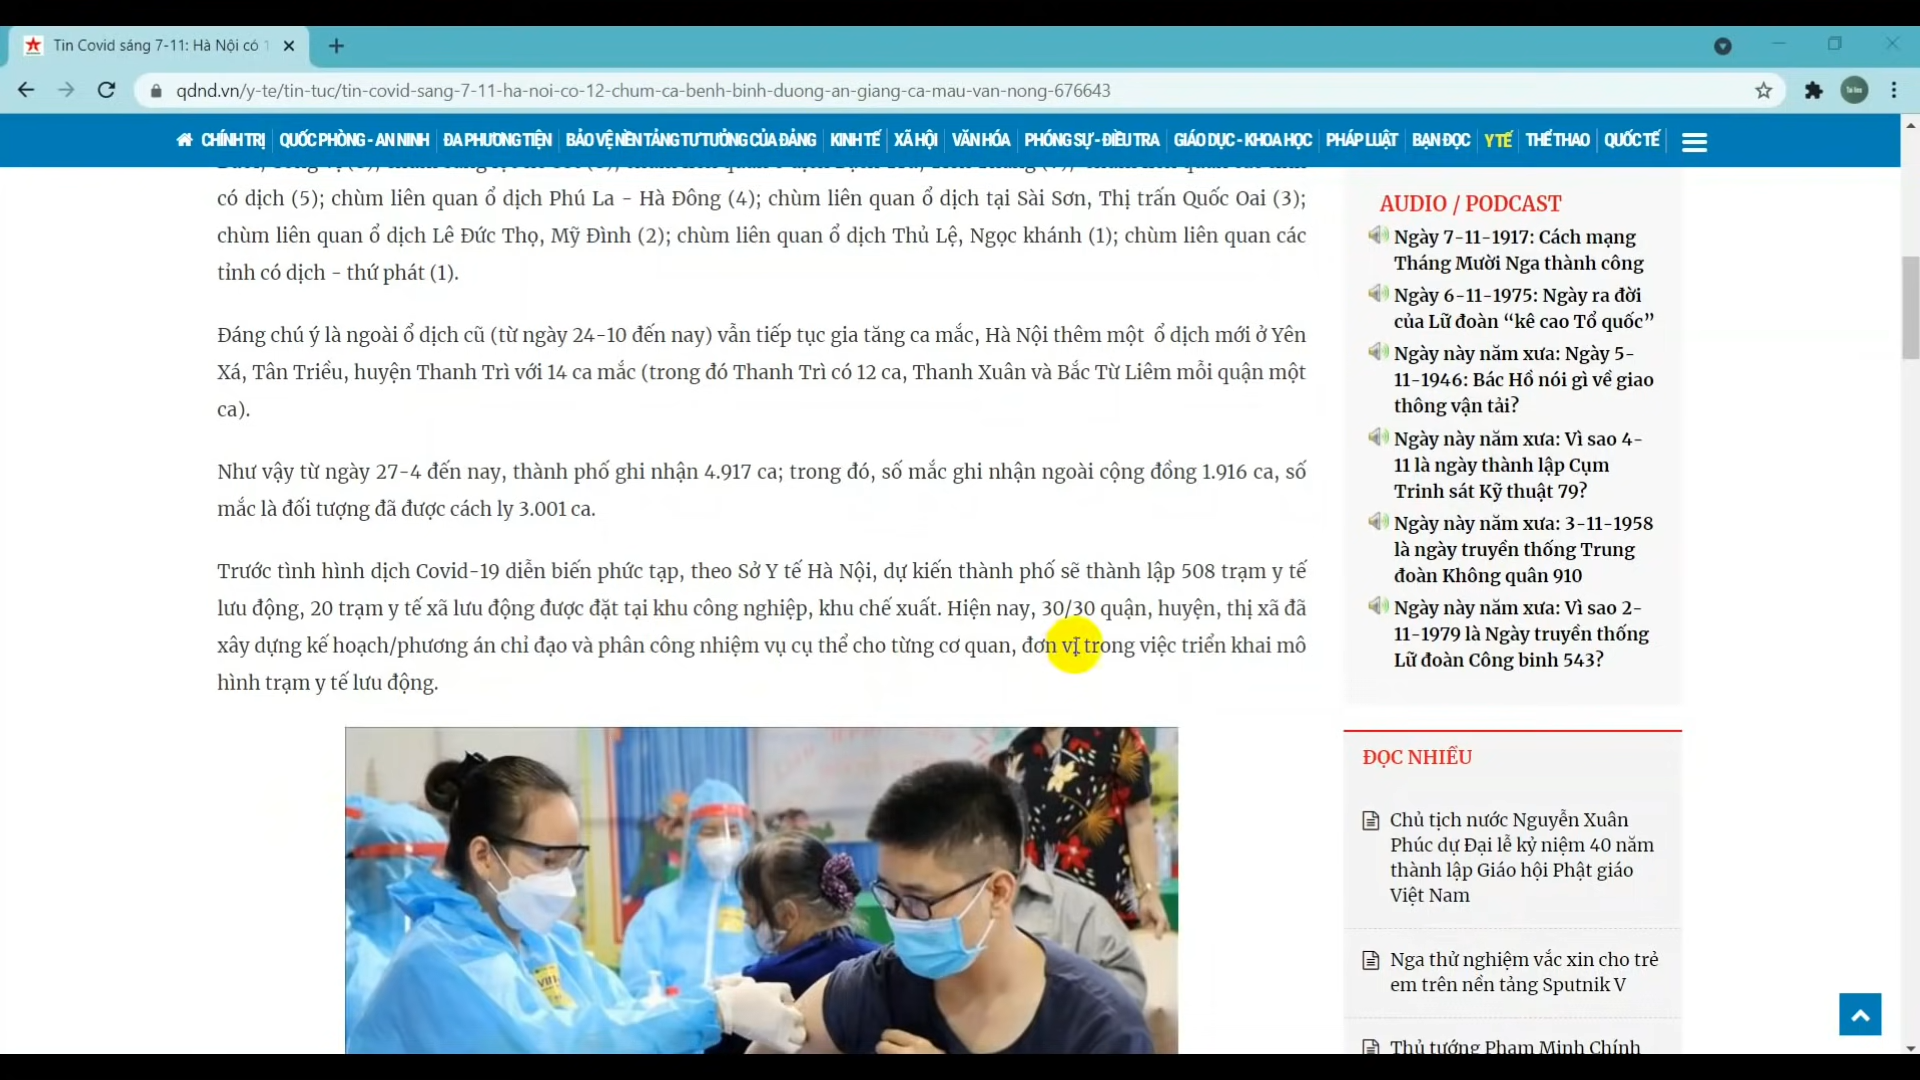 Tin Covid sáng 7-11: Hà Nội có 1
qdnd.vn/y-te/tin-tuc/tin-covid-sang-7-11-ha-noi-co-12-chum-ca-benh-binh-duong-an-giang-ca-mau-van-nong-676643
CHÍNH TRỊ QUỐC PHÒNG - AN NINH ĐA PHƯƠNG TIỆN BẢO VỆ NỀN TẢNG TƯ TƯỞNG CỦA ĐẢNG KINH TẾ XÃ HỘI VĂN HÓA PHÓNG SỰ - ĐIỀU TRA GIÁO DỤC - KHOA HỌC PHÁP LUẬT BẠN ĐỌC Y TẾ THỂ THAO QUỐC TẾ
có dịch (5); chùm liên quan ổ dịch Phú La - Hà Đông (4); chùm liên quan ổ dịch tại Sài Sơn, Thị trấn Quốc Oai (3);
chùm liên quan ổ dịch Lê Đức Thọ, Mỹ Đình (2); chùm liên quan ổ dịch Thủ Lệ, Ngọc khánh (1); chùm liên quan các
tỉnh có dịch - thứ phát (1).
Đáng chú ý là ngoài ổ dịch cũ (từ ngày 24-10 đến nay) vẫn tiếp tục gia tăng ca mắc, Hà Nội thêm một ổ dịch mới ở Yên
Xá, Tân Triều, huyện Thanh Trì với 14 ca mắc (trong đó Thanh Trì có 12 ca, Thanh Xuân và Bắc Từ Liêm mỗi quận một
ca).
Như vậy từ ngày 27-4 đến nay, thành phố ghi nhận 4.917 ca; trong đó, số mắc ghi nhận ngoài cộng đồng 1.916 ca, số
mắc là đối tượng đã được cách ly 3.001 ca.
Trước tình hình dịch Covid-19 diễn biến phức tạp, theo Sở Y tế Hà Nội, dự kiến thành phố sẽ thành lập 508 trạm y tế
lưu động, 20 trạm y tế xã lưu động được đặt tại khu công nghiệp, khu chế xuất. Hiện nay, 30/30 quận, huyện, thị xã đã
xây dựng kế hoạch/phương án chỉ đạo và phân công nhiệm vụ cụ thể cho từng cơ quan, đơn vị trong việc triển khai mô
hình trạm y tế lưu động.
AUDIO / PODCAST
Ngày 7-11-1917: Cách mạng
Tháng Mười Nga thành công
Ngày 6-11-1975: Ngày ra đời
của Lữ đoàn “kê cao Tổ quốc”
Ngày này năm xưa: Ngày 5-
11-1946: Bác Hồ nói gì về giao
thông vận tải?
Ngày này năm xưa: Vì sao 4-
11 là ngày thành lập Cụm
Trinh sát Kỹ thuật 79?
Ngày này năm xưa: 3-11-1958
là ngày truyền thống Trung
đoàn Không quân 910
Ngày này năm xưa: Vì sao 2-
11-1979 là Ngày truyền thống
Lữ đoàn Công binh 543?
ĐỌC NHIỀU
Chủ tịch nước Nguyễn Xuân
Phúc dự Đại lễ kỷ niệm 40 năm
thành lập Giáo hội Phật giáo
Việt Nam
Nga thử nghiệm vắc xin cho trẻ
em trên nền tảng Sputnik V
Thủ tướng Phạm Minh Chính